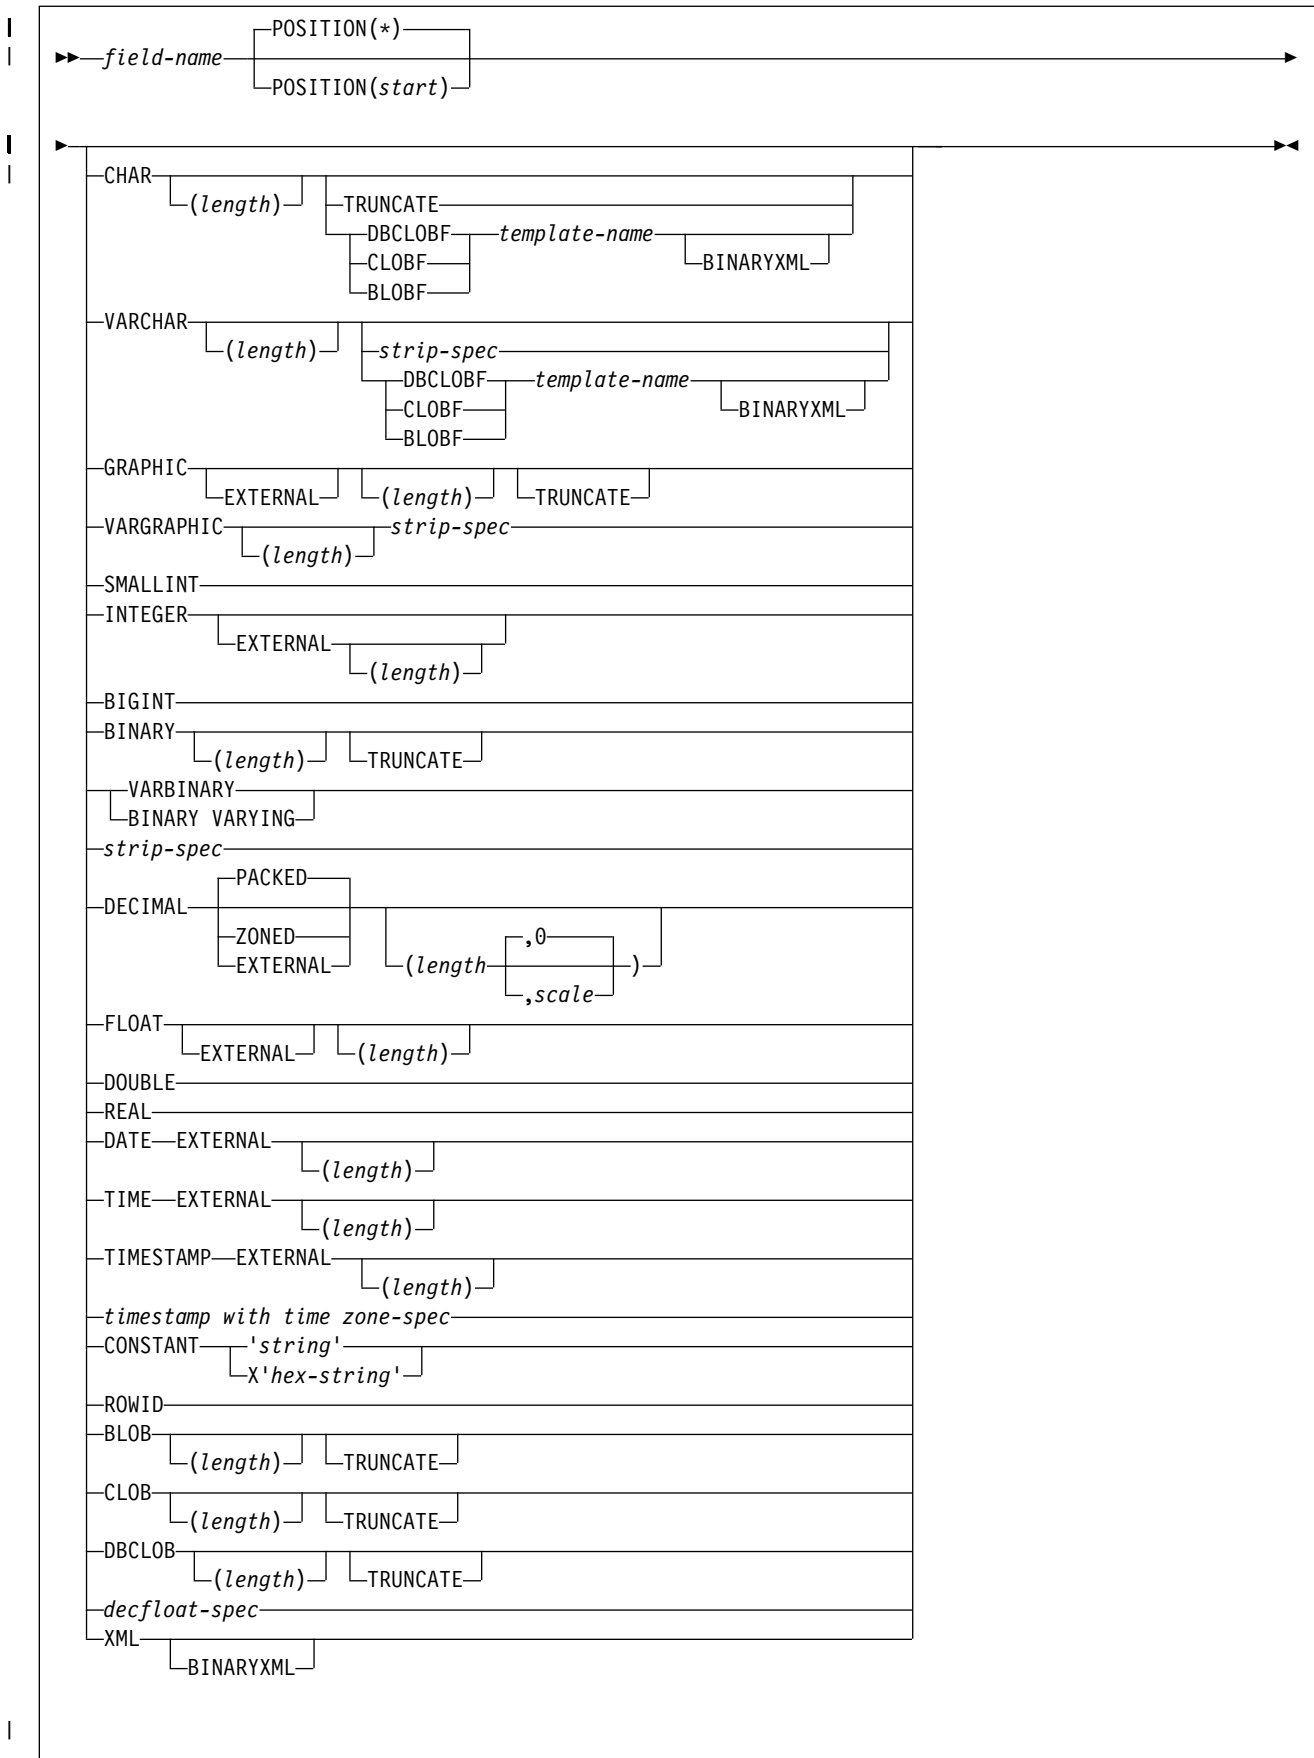 POSITION(*)
field-name
POSITION(start)
CHAR
(length)
TRUNCATE
DBCLOBF template-name
CLOBF BINARYXML
BLOBF
VARCHAR
(length) strip-spec
DBCLOBF template-name
CLOBF BINARYXML
BLOBF
GRAPHIC
EXTERNAL (length) TRUNCATE
VARGRAPHIC strip-spec
(length)
SMALLINT
INTEGER
EXTERNAL
(length)
BIGINT
BINARY
(length) TRUNCATE
VARBINARY
BINARY VARYING
strip-spec
PACKED
DECIMAL
ZONED ,0
EXTERNAL (length )
,scale
FLOAT
EXTERNAL (length)
DOUBLE
REAL
DATE EXTERNAL
(length)
TIME EXTERNAL
(length)
TIMESTAMP EXTERNAL
(length)
timestamp with time zone-spec
CONSTANT 'string'
X'hex-string'
ROWID
BLOB
(length) TRUNCATE
CLOB
(length) TRUNCATE
DBCLOB
(length) TRUNCATE
decfloat-spec
XML
BINARYXML